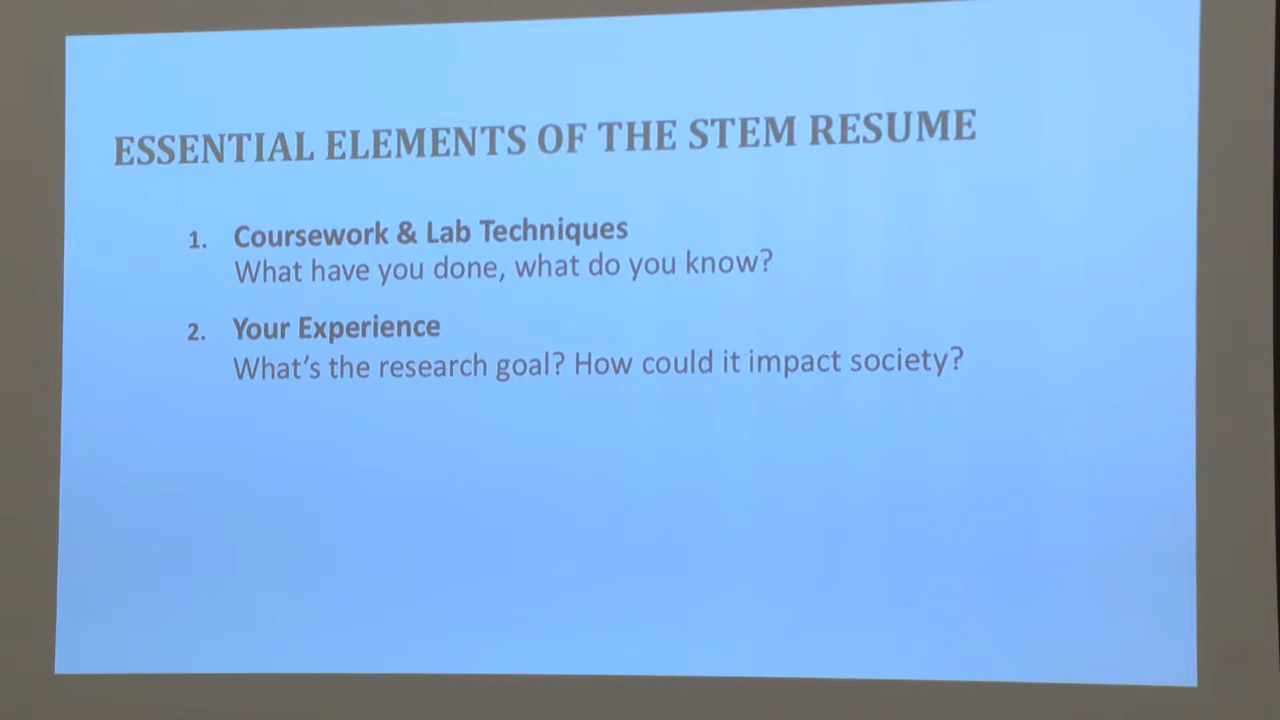 ESSENTIAL ELEMENTS OF THE STEM RESUME
1. Coursework & Lab Techniques
What have you done, what do you know?
2. Your Experience
What's the research goal? How could it impact society?